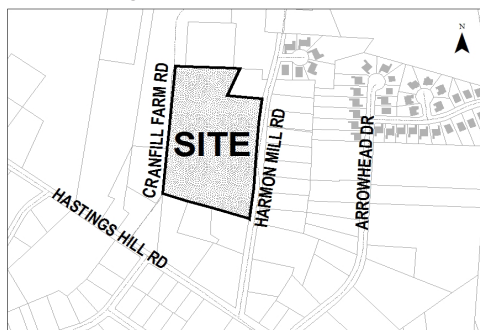 N
CRANFILL FARM RD
SITE
HARMON MILL RD
ARROWHEAD DR
HASTINGS HILL RD